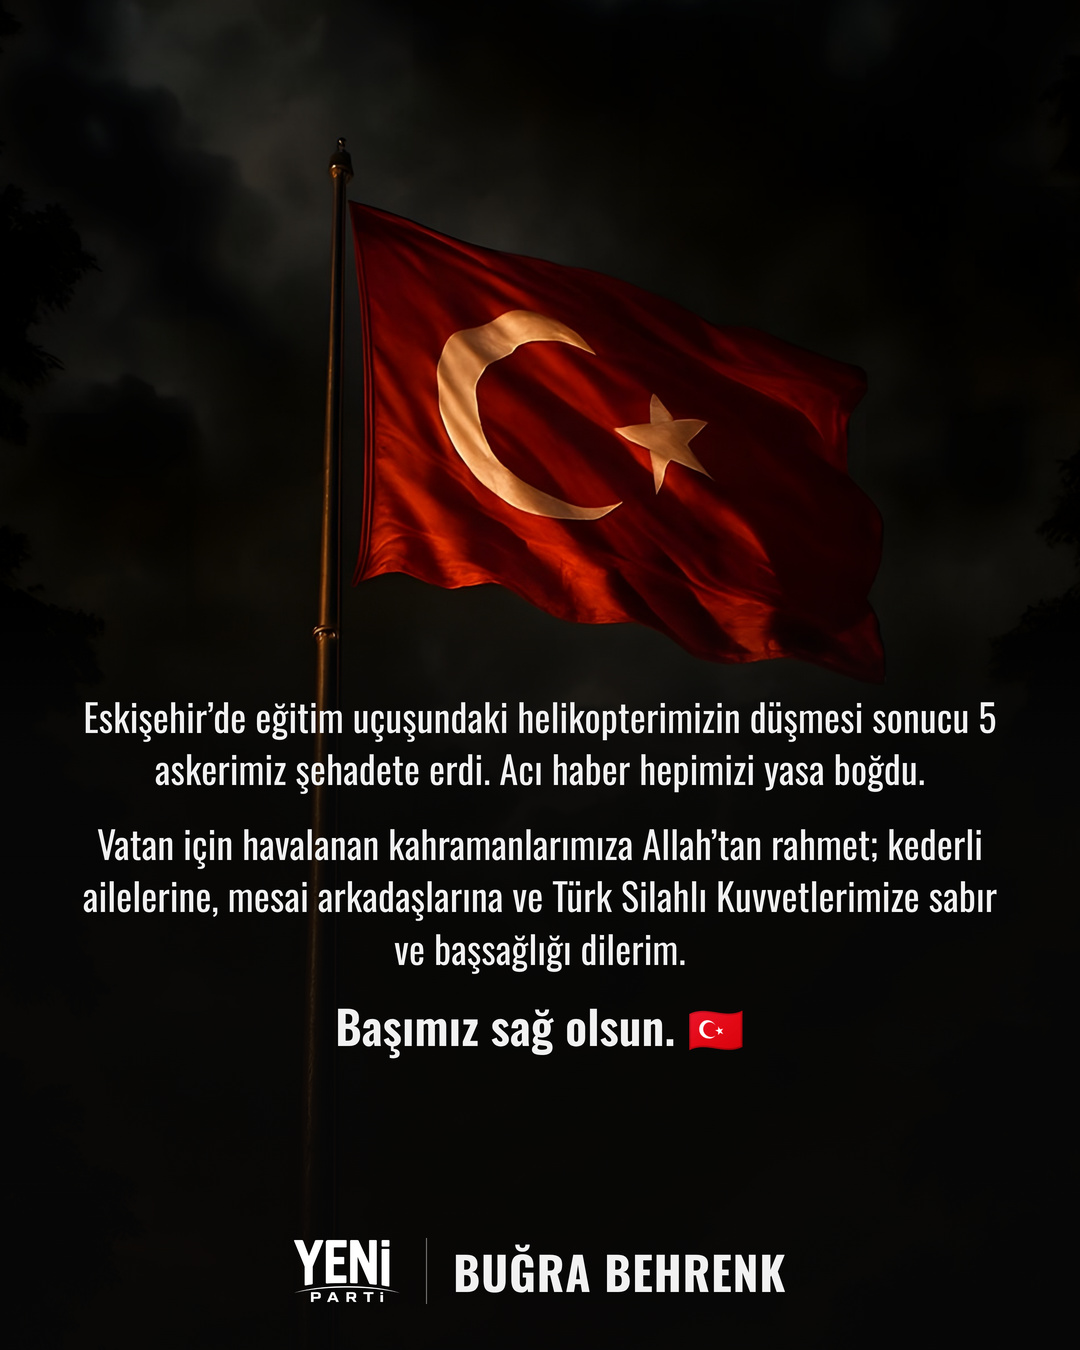 Eskişehir’de eğitim uçuşundaki helikopterimizin düşmesi sonucu 5
askerimiz şehadete erdi. Acı haber hepimizi yasa boğdu.
Vatan için havalanan kahramanlarımıza Allah’tan rahmet; kederli
ailelerine, mesai arkadaşlarına ve Türk Silahlı Kuvvetlerimize sabır
ve başsağlığı dilerim.
Başımız sağ olsun. 🇹🇷
YENi
PARTi
BUĞRA BEHRENK